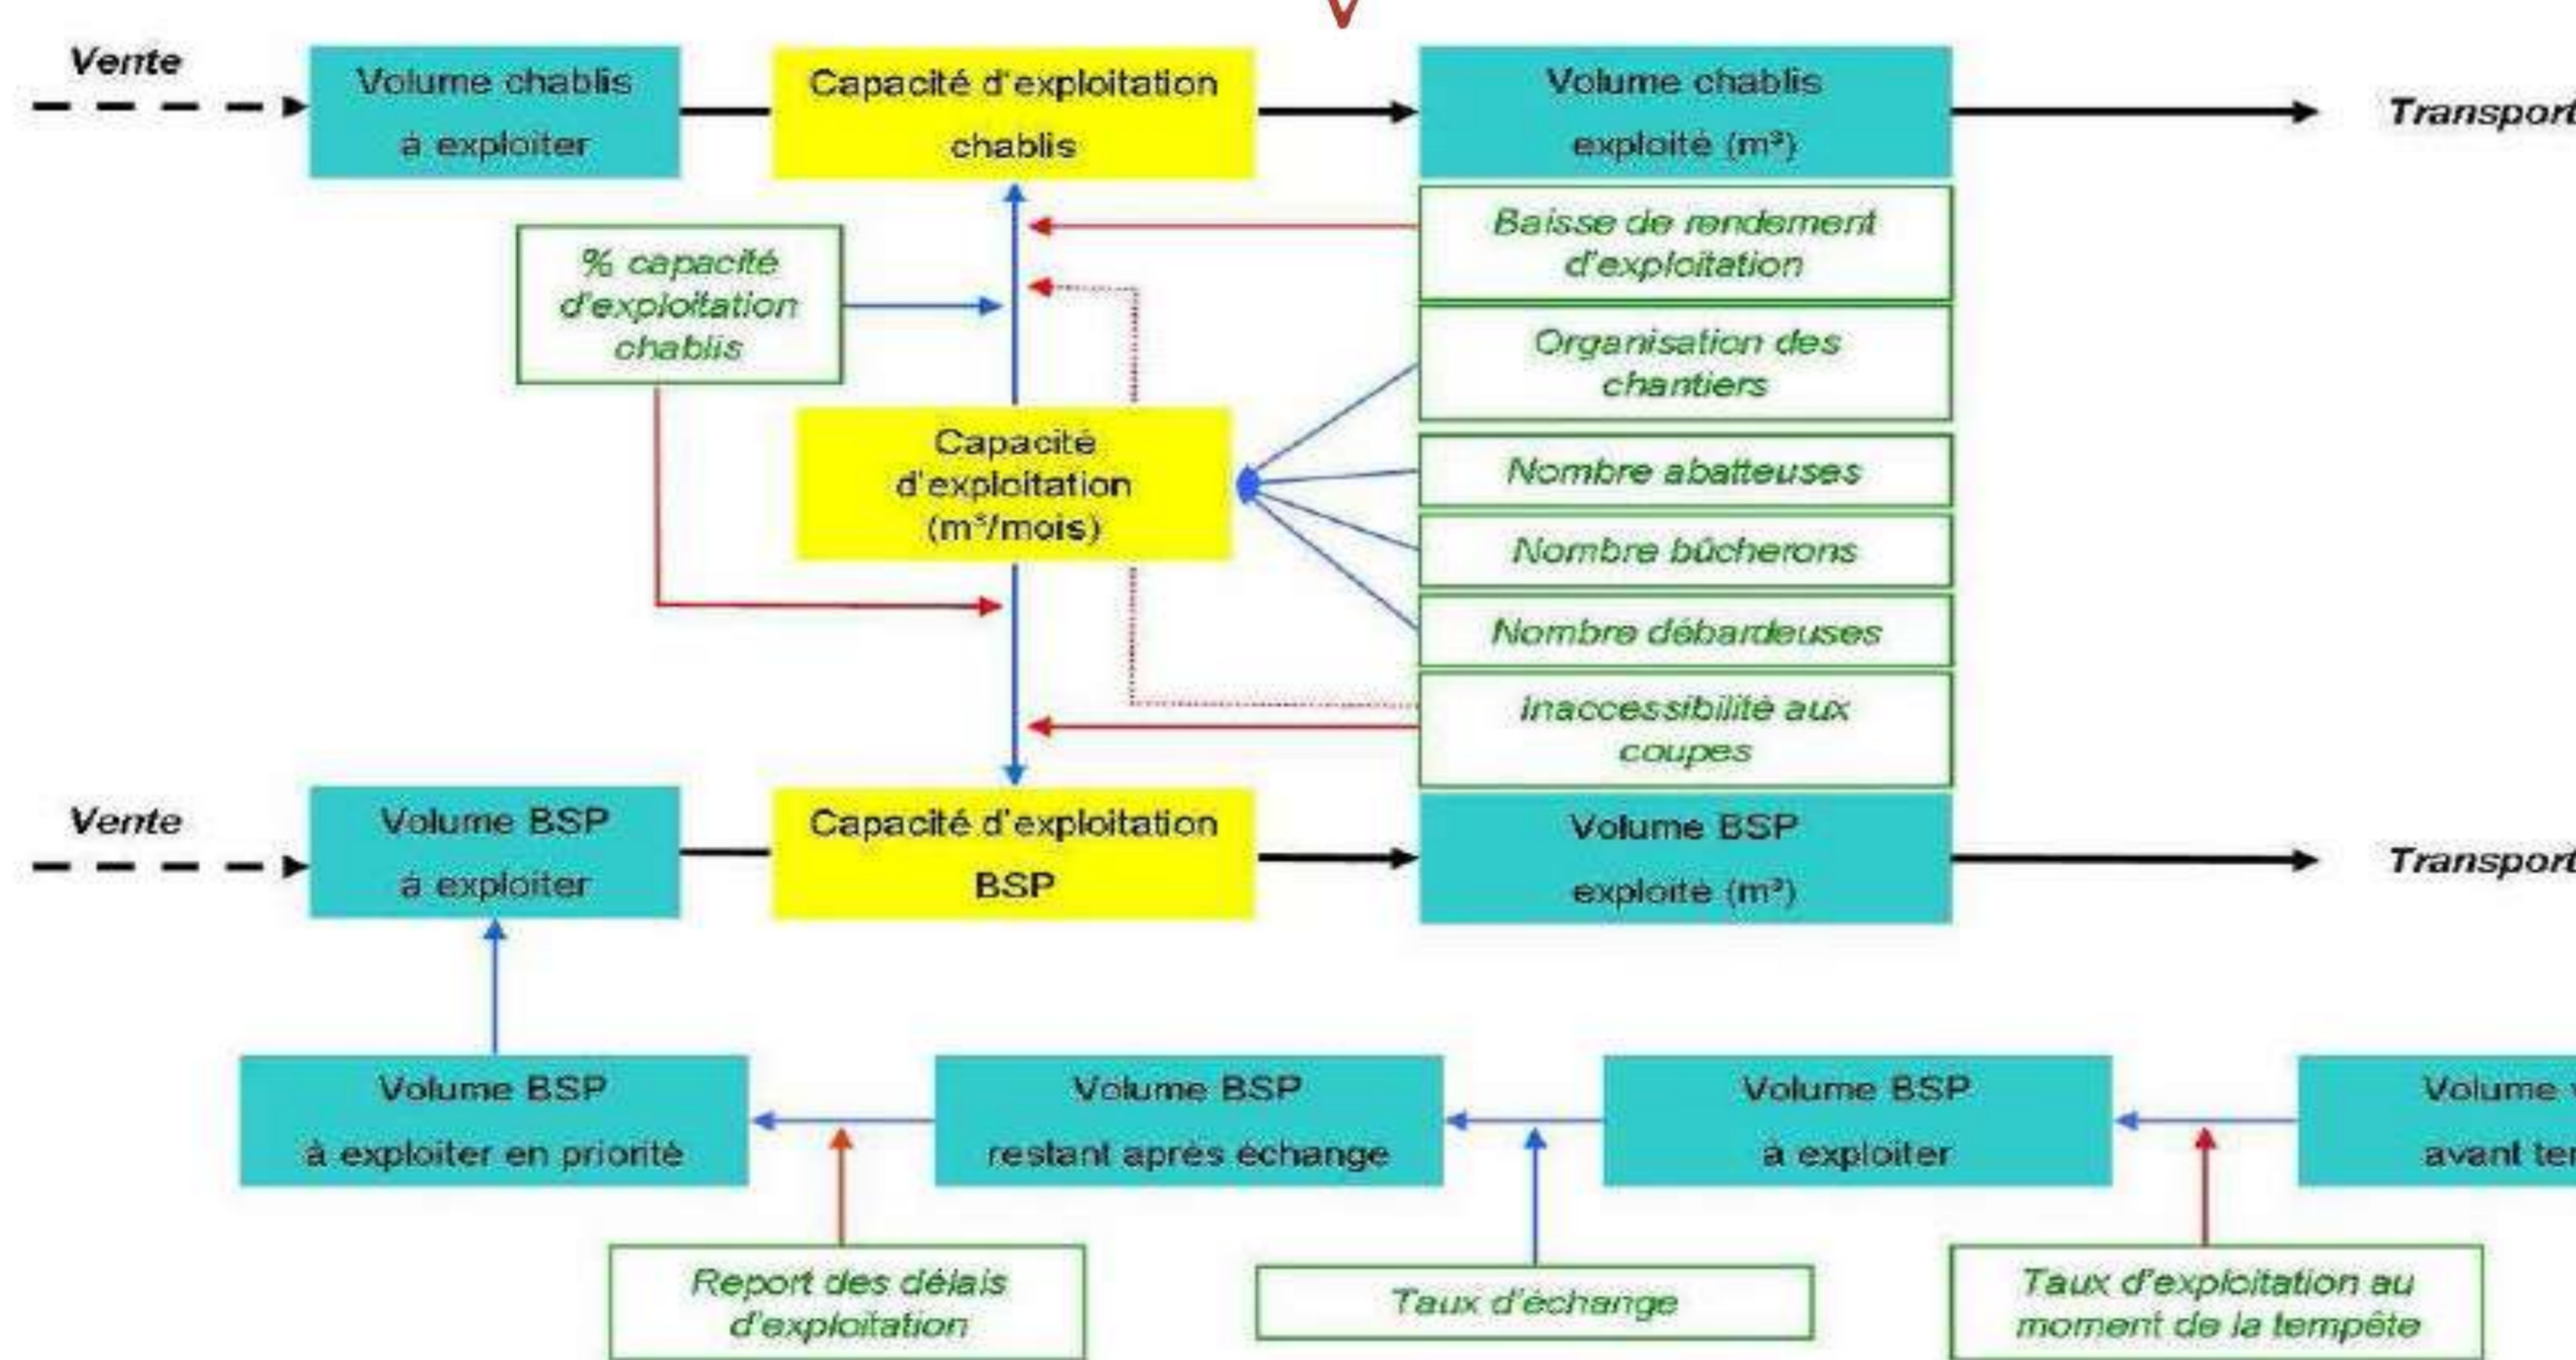 Vente
Volume chablis
à exploiter
Capacité d'exploitation
chablis
Volume chablis
exploité (m³)
Transport
% capacité
d'exploitation
chablis
Baisse de rendement
d'exploitation
Organisation des
chantiers
Capacité
d'exploitation
(m³/mois)
Nombre abatteuses
Nombre bûcherons
Nombre débardeuses
Inaccessibilité aux
coupes
Vente
Volume BSP
à exploiter
Capacité d'exploitation
BSP
Volume BSP
exploité (m³)
Transport
Volume BSP
à exploiter en priorité
Volume BSP
restant après échange
Volume BSP
à exploiter
Volume
avant
Report des délais
d'exploitation
Taux d'échange
Taux d'exploitation au
moment de la tempête